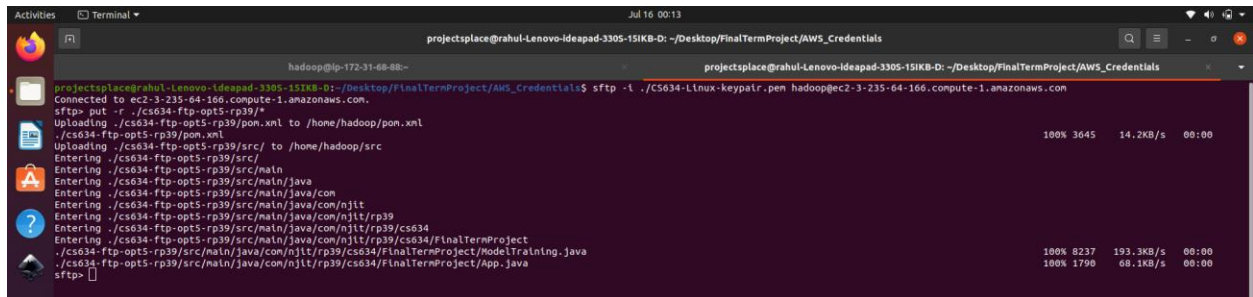 Activities Terminal Jul 16 00:13
projectsplace@rahul-Lenovo-ideapad-330S-15IKB-D: ~/Desktop/FinalTermProject/AWS_Credentials
hadoop@ip-172-31-68-88:~ projectsplace@rahul-Lenovo-ideapad-330S-15IKB-D: ~/Desktop/FinalTermProject/AWS_Credentials
projectsplace@rahul-Lenovo-ideapad-330S-15IKB-D:~/Desktop/FinalTermProject/AWS_Credentials$ sftp -i ./CS634-Linux-keypair.pem hadoop@ec2-3-235-64-166.compute-1.amazonaws.com
Connected to ec2-3-235-64-166.compute-1.amazonaws.com.
sftp> put -r ./cs634-ftp-opt5-rp39/*
Uploading ./cs634-ftp-opt5-rp39/pom.xml to /home/hadoop/pom.xml
./cs634-ftp-opt5-rp39/pom.xml 100% 3645 14.2KB/s 00:00
Uploading ./cs634-ftp-opt5-rp39/src/ to /home/hadoop/src
Entering ./cs634-ftp-opt5-rp39/src/
Entering ./cs634-ftp-opt5-rp39/src/main
Entering ./cs634-ftp-opt5-rp39/src/main/java
Entering ./cs634-ftp-opt5-rp39/src/main/java/com
Entering ./cs634-ftp-opt5-rp39/src/main/java/com/njit
Entering ./cs634-ftp-opt5-rp39/src/main/java/com/njit/rp39
Entering ./cs634-ftp-opt5-rp39/src/main/java/com/njit/rp39/cs634
Entering ./cs634-ftp-opt5-rp39/src/main/java/com/njit/rp39/cs634/FinalTermProject
./cs634-ftp-opt5-rp39/src/main/java/com/njit/rp39/cs634/FinalTermProject/ModelTraining.java 100% 8237 193.3KB/s 00:00
./cs634-ftp-opt5-rp39/src/main/java/com/njit/rp39/cs634/FinalTermProject/App.java 100% 1790 68.1KB/s 00:00
sftp>